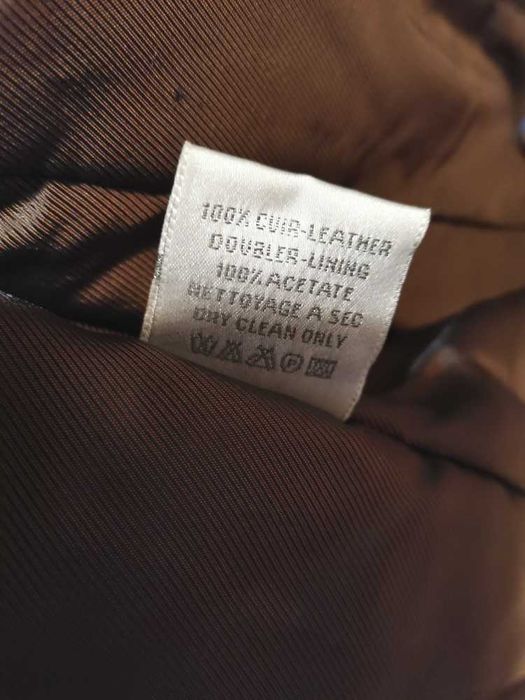 100% CUIR-LEATHER
DOUBLER-LINING
100% ACETATE
NETTOYAGE A SEC
DRY CLEAN ONLY